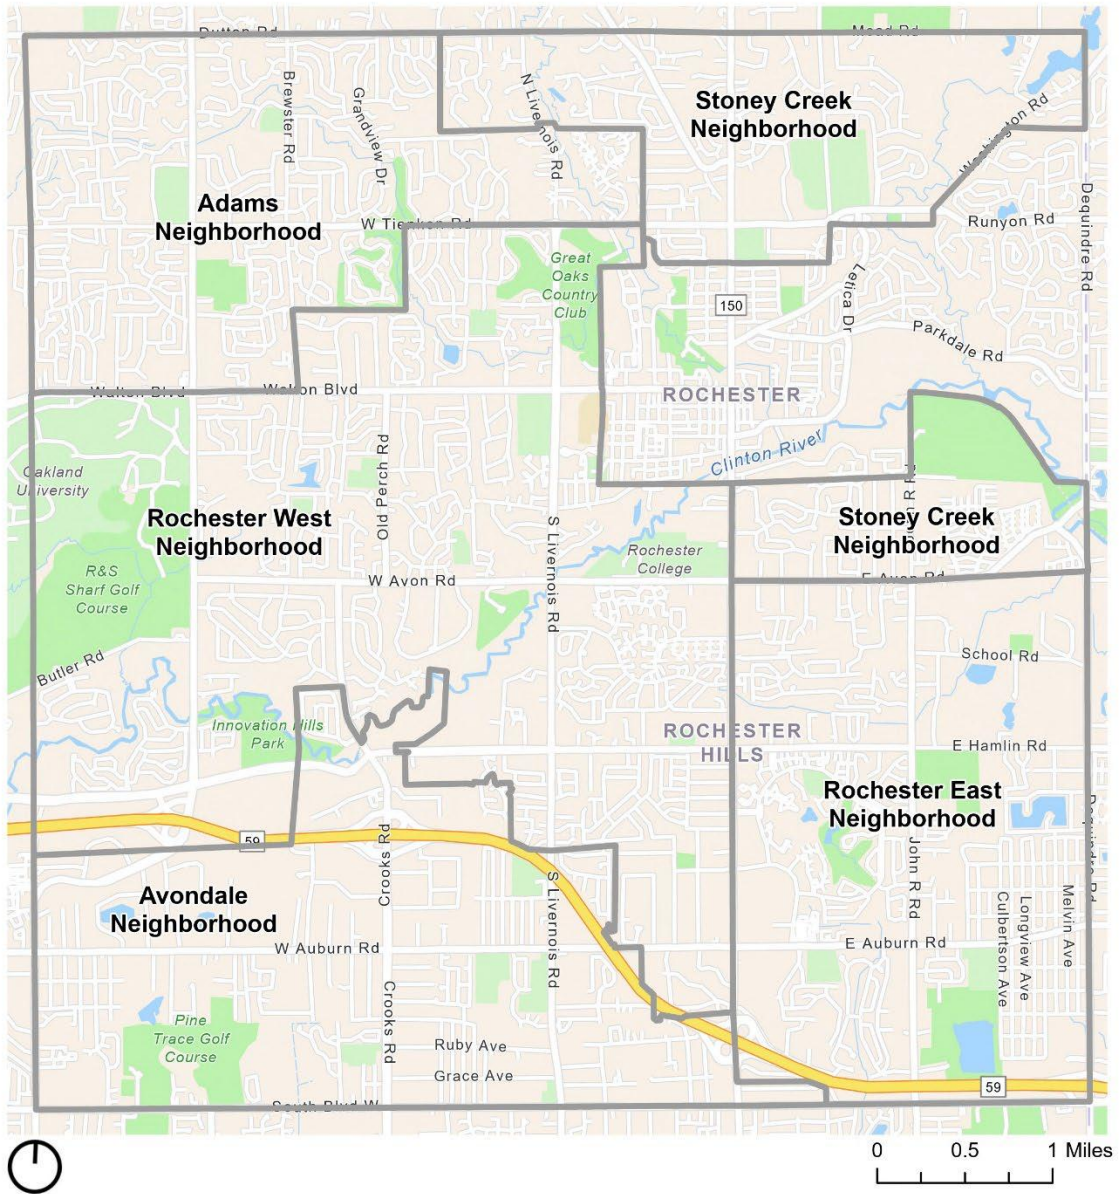 Dutton Rd
Mead Rd
Brewster Rd
Grandview Dr
N Livernois Rd
Stoney Creek
Neighborhood
Washington Rd
Adams
Neighborhood
W Tienken Rd
Runyon Rd
Dequindre Rd
Great
Oaks
Country
Club
Letica Dr
150
Parkdale Rd
Walton Blvd
Walton Blvd
ROCHESTER
Clinton River
Oakland
University
Old Perch Rd
Rochester West
Neighborhood
S Livernois Rd
Stoney Creek
Neighborhood
Rochester
College
R&S
Sharf Golf
Course
W Avon Rd
E Avon Rd
Butler Rd
School Rd
Innovation Hills
Park
ROCHESTER
HILLS
E Hamlin Rd
Rochester East
Neighborhood
Dequindre Rd
59
Crooks Rd
John R Rd
Avondale
Neighborhood
S Livernois Rd
Culbertson Ave
Longview Ave
Melvin Ave
W Auburn Rd
E Auburn Rd
Crooks Rd
Pine
Trace Golf
Course
Ruby Ave
Grace Ave
59
South Blvd W
0 0.5 1 Miles